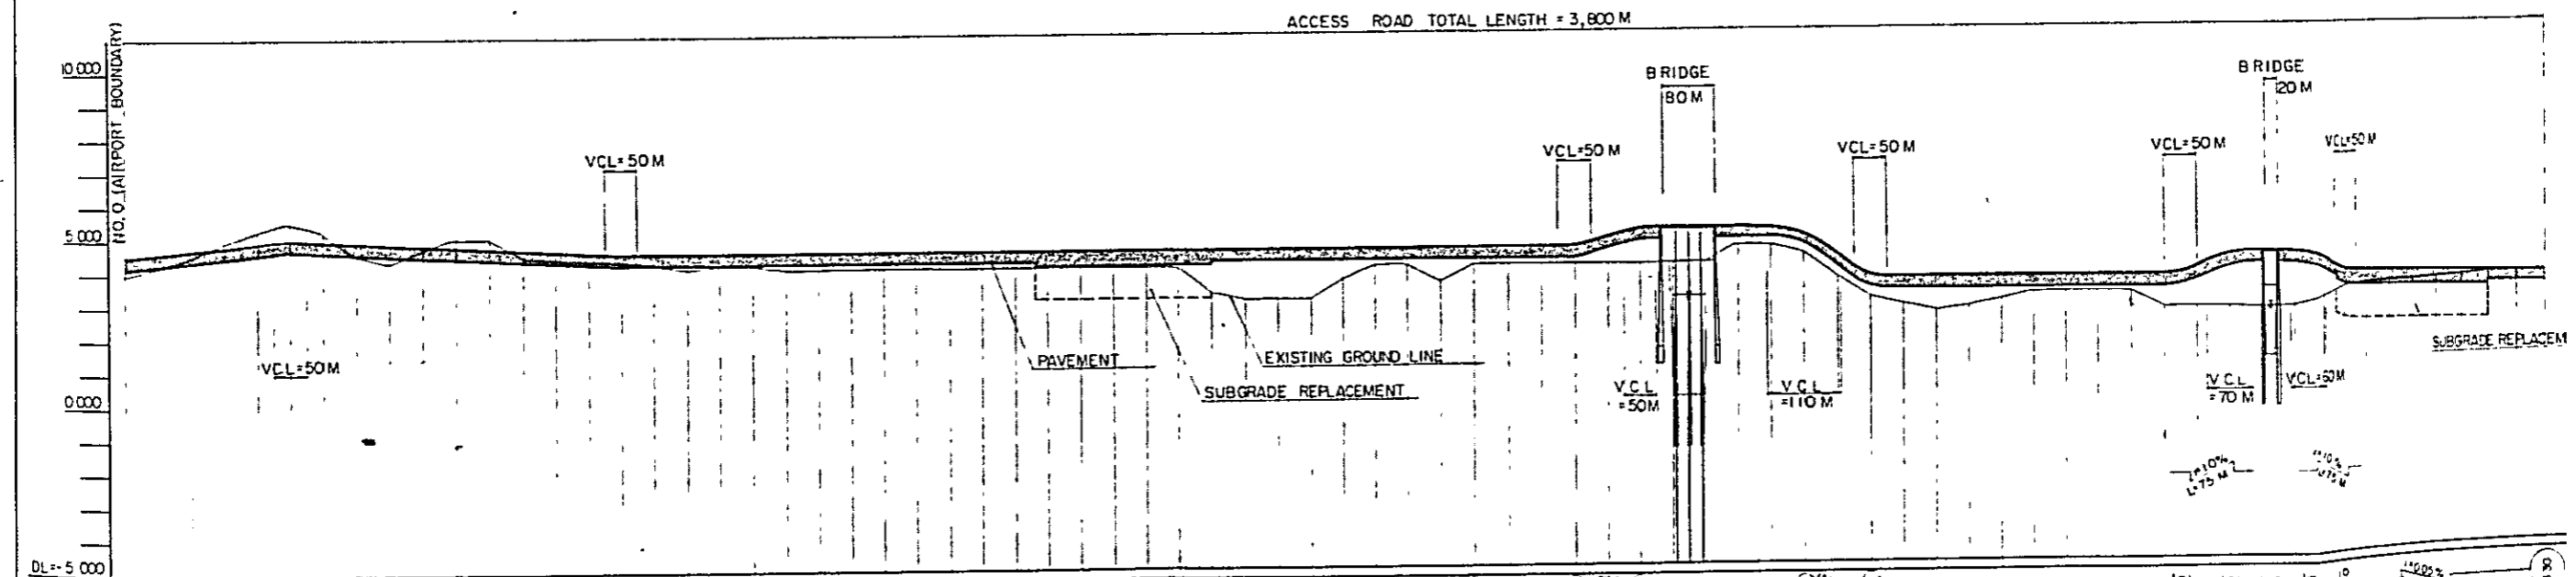 ACCESS ROAD TOTAL LENGTH = 3,800 M
10 000
NO. 0 (AIRPORT BOUNDARY)
BRIDGE
80 M
BRIDGE
20 M
VCL=50 M
VCL=50 M
VCL=50 M
VCL=50 M
VCL=50 M
5 000
PAVEMENT
EXISTING GROUND LINE
SUBGRADE REPLACEMENT
SUBGRADE REPLACEM
VCL=50 M
V C L
=50M
V C L
=110 M
V C L
=70 M
VCL=60M
0 000
L=75 M
DL=-5 000